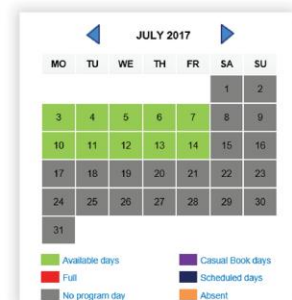 JULY 2017
MO TU WE TH FR SA SU
1 2
3 4 5 6 7 8 9
10 11 12 13 14 15 16
17 18 19 20 21 22 23
24 25 26 27 28 29 30
31
Available days Casual Book days
Full Scheduled days
No program day Absent